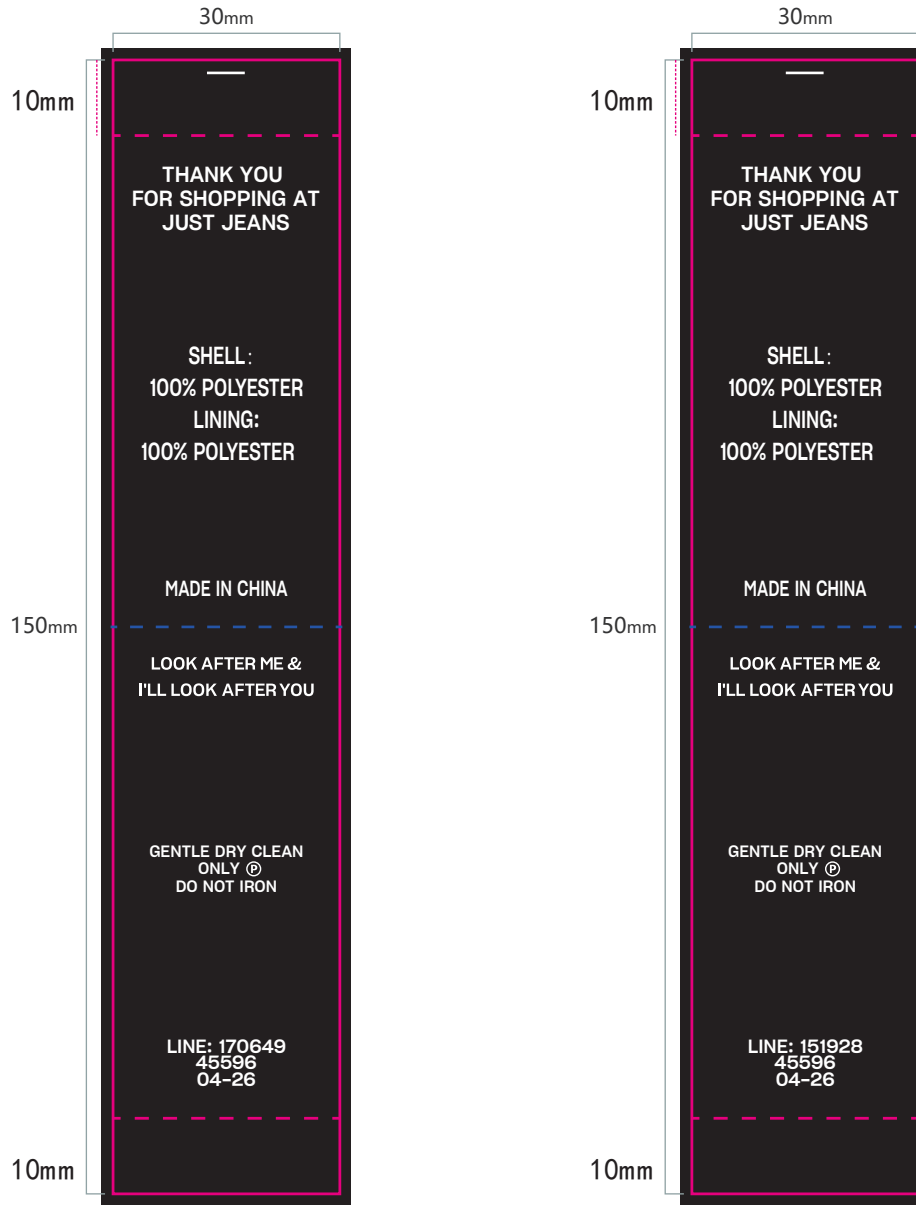 30mm
10mm
THANK YOU
FOR SHOPPING AT
JUST JEANS
SHELL:
100% POLYESTER
LINING:
100% POLYESTER
MADE IN CHINA
150mm
LOOK AFTER ME &
I'LL LOOK AFTER YOU
GENTLE DRY CLEAN
ONLY Ⓟ
DO NOT IRON
LINE: 170649
45596
04-26
10mm
30mm
10mm
THANK YOU
FOR SHOPPING AT
JUST JEANS
SHELL:
100% POLYESTER
LINING:
100% POLYESTER
MADE IN CHINA
150mm
LOOK AFTER ME &
I'LL LOOK AFTER YOU
GENTLE DRY CLEAN
ONLY Ⓟ
DO NOT IRON
LINE: 151928
45596
04-26
10mm